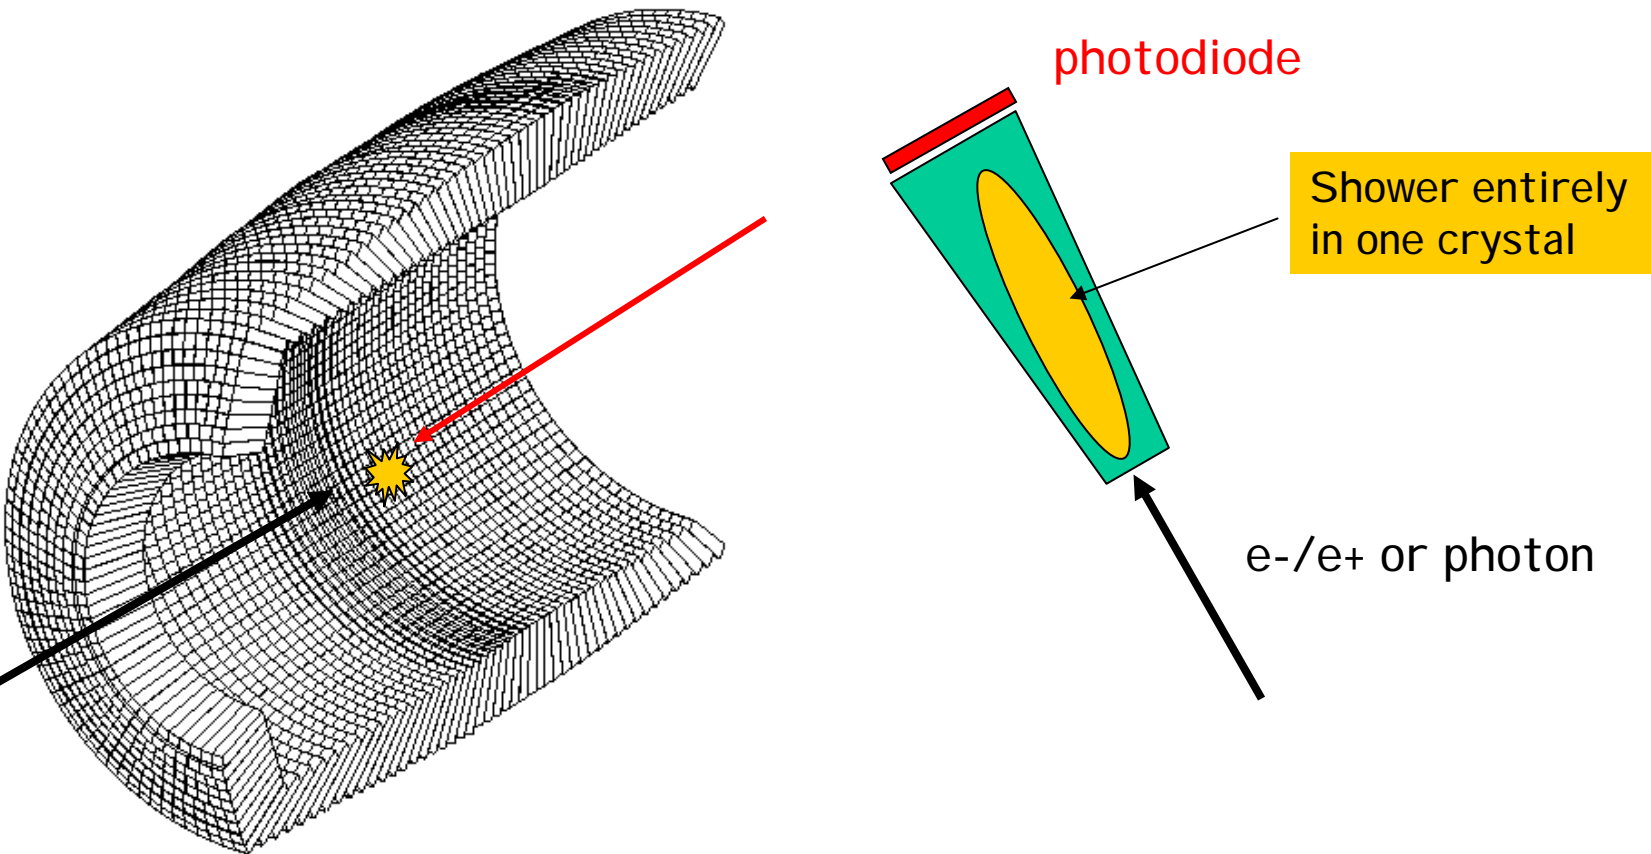 photodiode
Shower entirely
in one crystal
e-/e+ or photon